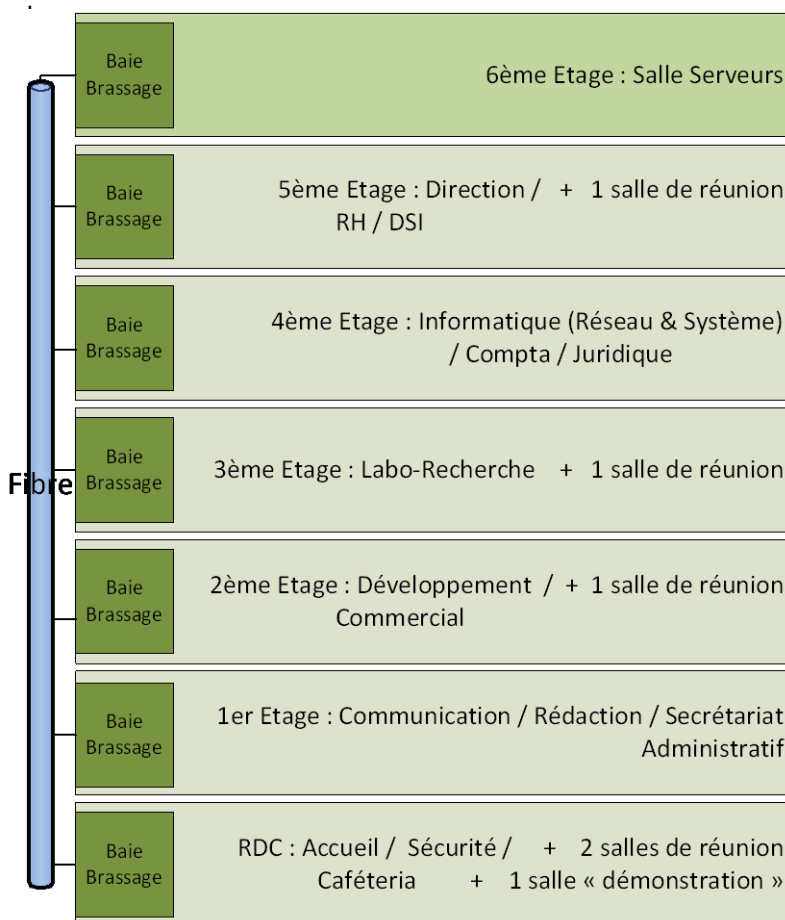 Baie
Brassage
6ème Etage : Salle Serveurs
Baie
Brassage
5ème Etage : Direction / + 1 salle de réunion
RH / DSI
Baie
Brassage
4ème Etage : Informatique (Réseau & Système)
/ Compta / Juridique
Fibre
Baie
Brassage
3ème Etage : Labo-Recherche + 1 salle de réunion
Baie
Brassage
2ème Etage : Développement / + 1 salle de réunion
Commercial
Baie
Brassage
1er Etage : Communication / Rédaction / Secrétariat
Administratif
Baie
Brassage
RDC : Accueil / Sécurité / + 2 salles de réunion
Caféteria + 1 salle « démonstration »